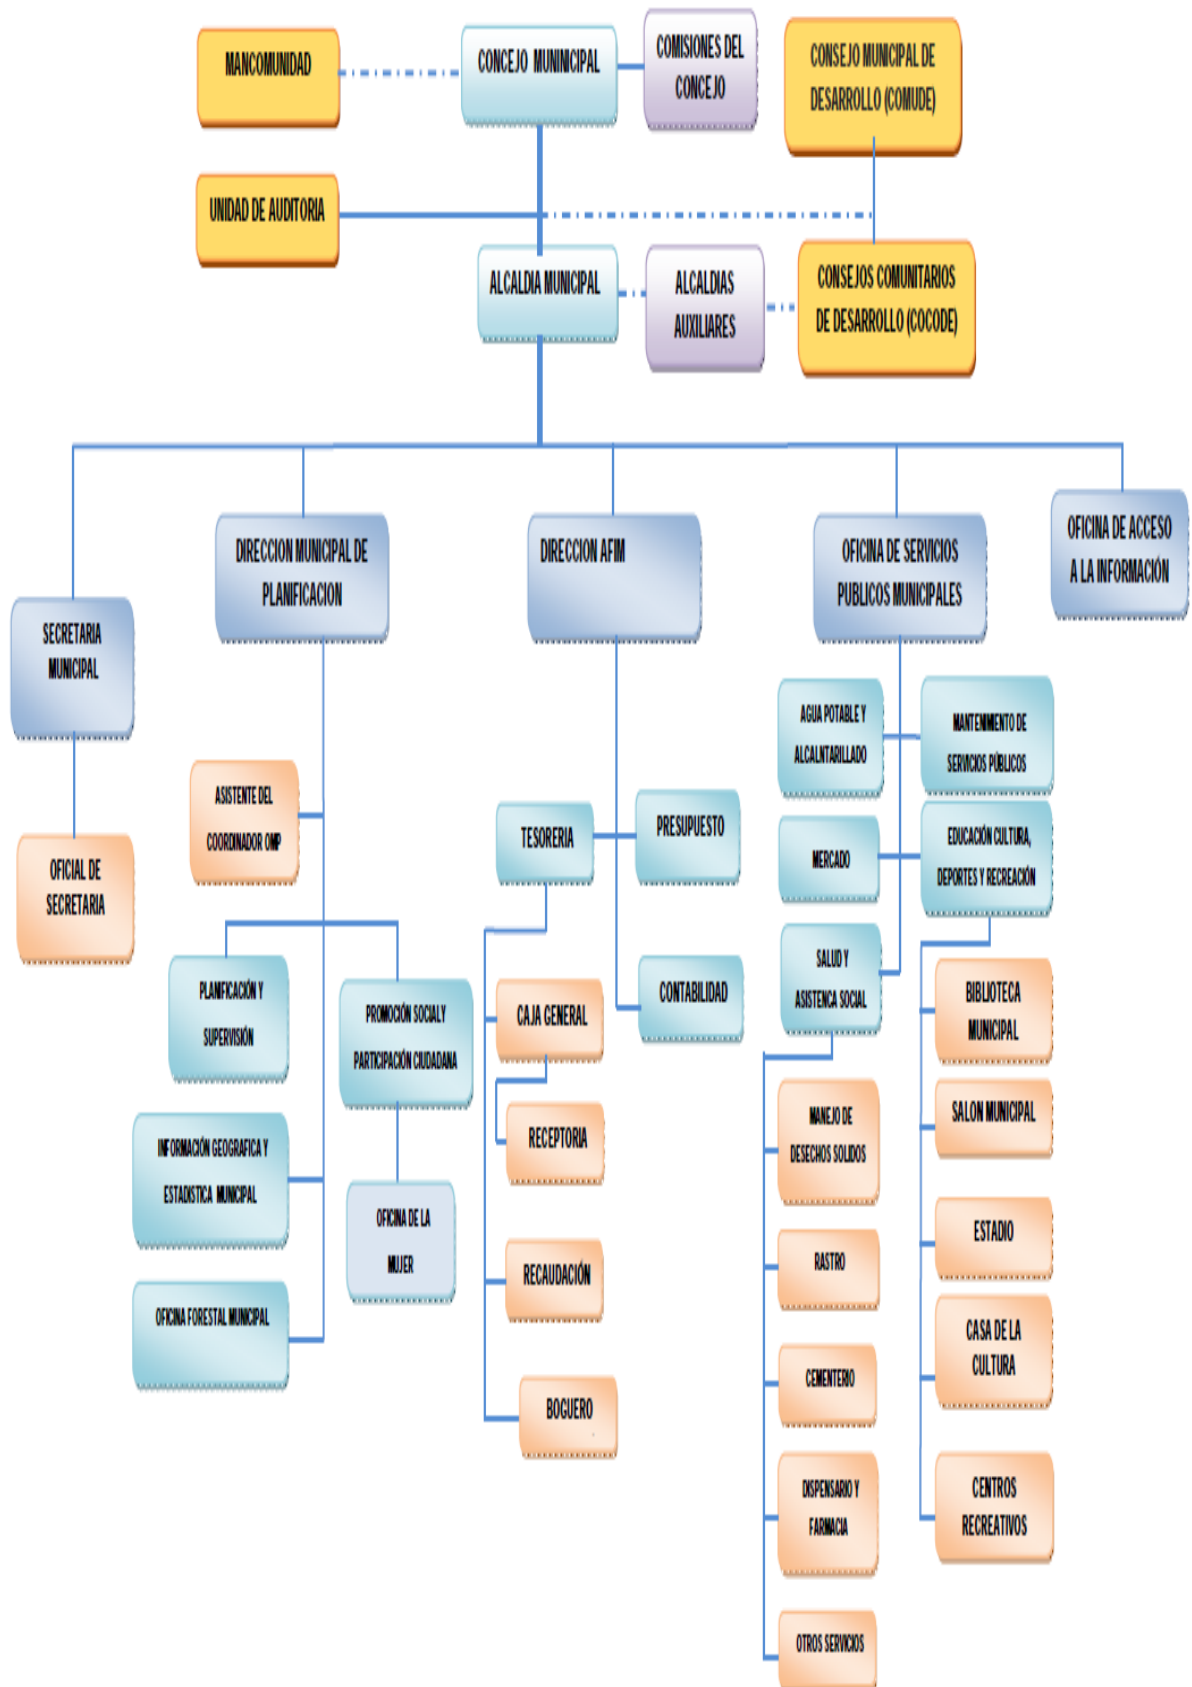 MANCOMUNIDAD
CONCEJO MUNINICIPAL
COMISIONES DEL
CONCEJO
CONSEJO MUNICIPAL DE
DESARROLLO (COMUDE)
UNIDAD DE AUDITORIA
ALCALDIA MUNICIPAL
ALCALDIAS
AUXILIARES
CONSEJOS COMUNITARIOS
DE DESARROLLO (COCODE)
SECRETARIA
MUNICIPAL
DIRECCION MUNICIPAL DE
PLANIFICACION
DIRECCION AFIM
OFICINA DE SERVICIOS
PUBLICOS MUNICIPALES
OFICINA DE ACCESO
A LA INFORMACIÓN
OFICIAL DE
SECRETARIA
ASISTENTE DEL
COORDINADOR OMP
PLANIFICACIÓN Y
SUPERVISIÓN
PROMOCIÓN SOCIALY
PARTICIPACIÓN CIUDADANA
INFORMACIÓN GEOGRAFICA Y
ESTADISTICA MUNICIPAL
OFICINA DE LA
MUJER
OFICINA FORESTAL MUNICIPAL
TESORERIA
PRESUPUESTO
CONTABILIDAD
CAJA GENERAL
RECEPTORIA
RECAUDACIÓN
BOGUERO
AGUA POTABLE Y
ALCALNTARILLADO
MANTENIMIENTO DE
SERVICIOS PÚBLICOS
MERCADO
EDUCACIÓN CULTURA,
DEPORTES Y RECREACIÓN
SALUD Y
ASISTENCA SOCIAL
MANEJO DE
DESECHOS SOLIDOS
RASTRO
CEMENTERIO
DISPENSARIO Y
FARMACIA
OTROS SERVICIOS
BIBLIOTECA
MUNICIPAL
SALON MUNICIPAL
ESTADIO
CASA DE LA
CULTURA
CENTROS
RECREATIVOS